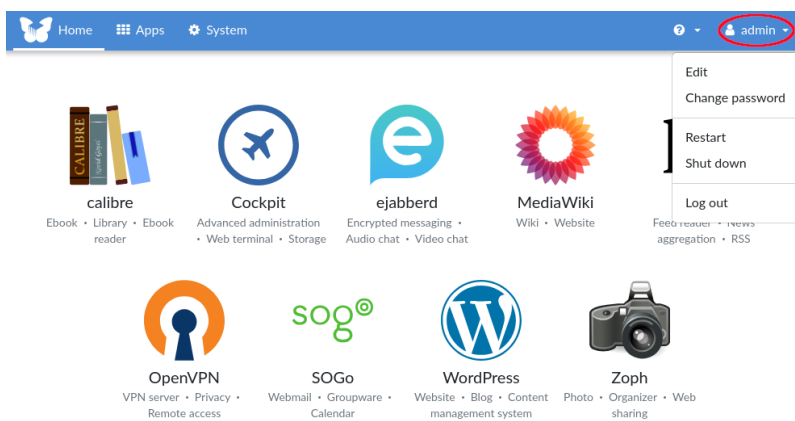 Home Apps System ? admin
Edit
Change password
Restart
Shut down
Log out
CALIBRE
calibre Cockpit ejabberd MediaWiki
Ebook • Library • Ebook Advanced administration Encrypted messaging • Wiki • Website Feed reader • News
reader • Web terminal • Storage Audio chat • Video chat aggregation • RSS
sogo
OpenVPN SOGo WordPress Zoph
VPN server • Privacy • Webmail • Groupware • Website • Blog • Content Photo • Organizer • Web
Remote access Calendar management system sharing